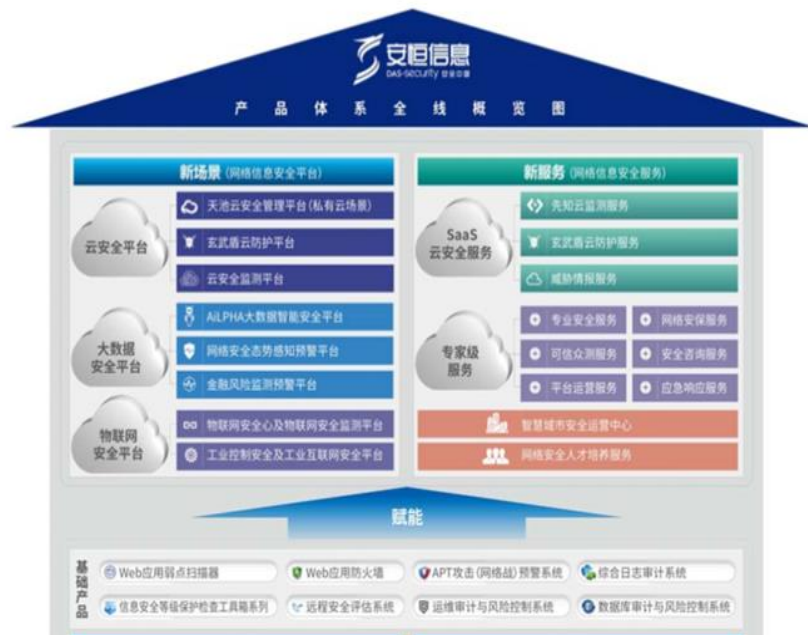 安恒信息
DAS-security
产品体系全线概览图
新场景(网络信息安全平台)
云安全平台
天池云安全管理平台(私有云场景)
玄武盾云防护平台
云安全监测平台
大数据
安全平台
AiLPHA大数据智能安全平台
网络安全态势感知预警平台
金融风险监测预警平台
物联网
安全平台
物联网安全心及物联网安全监测平台
工业控制安全及工业互联网安全平台
新服务(网络信息安全服务)
SaaS
云安全服务
先知云监测服务
玄武盾云防护服务
威胁情报服务
专家级
服务
专业安全服务
网络安保服务
可信众测服务
安全咨询服务
平台运营服务
应急响应服务
智慧城市安全运营中心
网络安全人才培养服务
赋能
基础产品
Web应用弱点扫描器
Web应用防火墙
APT攻击(网络战)预警系统
综合日志审计系统
信息安全等级保护检查工具箱系列
远程安全评估系统
运维审计与风险控制系统
数据库审计与风险控制系统